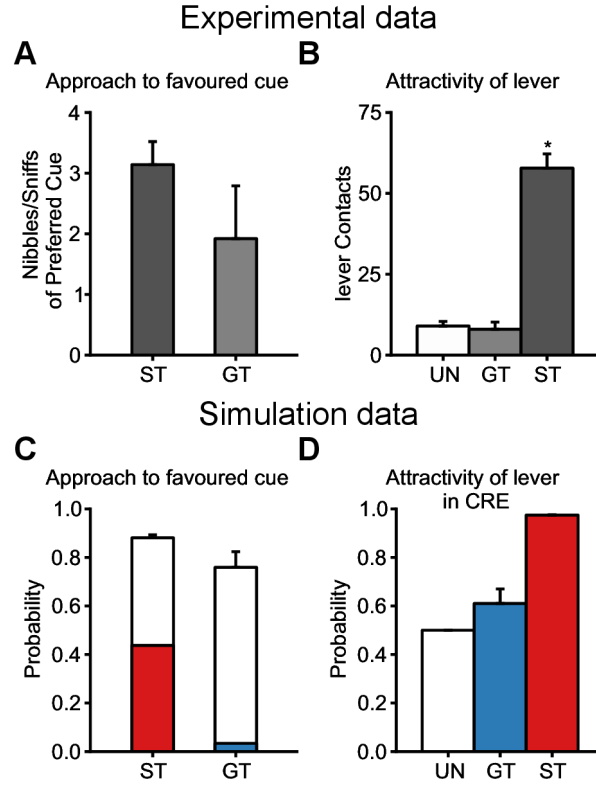 Experimental data
A
Approach to favoured cue
Nibbles/Sniffs
of Preferred Cue
4
3
2
1
0
ST
GT
B
Attractivity of lever
lever Contacts
75
50
25
0
*
UN
GT
ST
Simulation data
C
Approach to favoured cue
Probability
1.0
0.8
0.6
0.4
0.2
0.0
ST
GT
D
Attractivity of lever
in CRE
Probability
1.0
0.8
0.6
0.4
0.2
0.0
UN
GT
ST